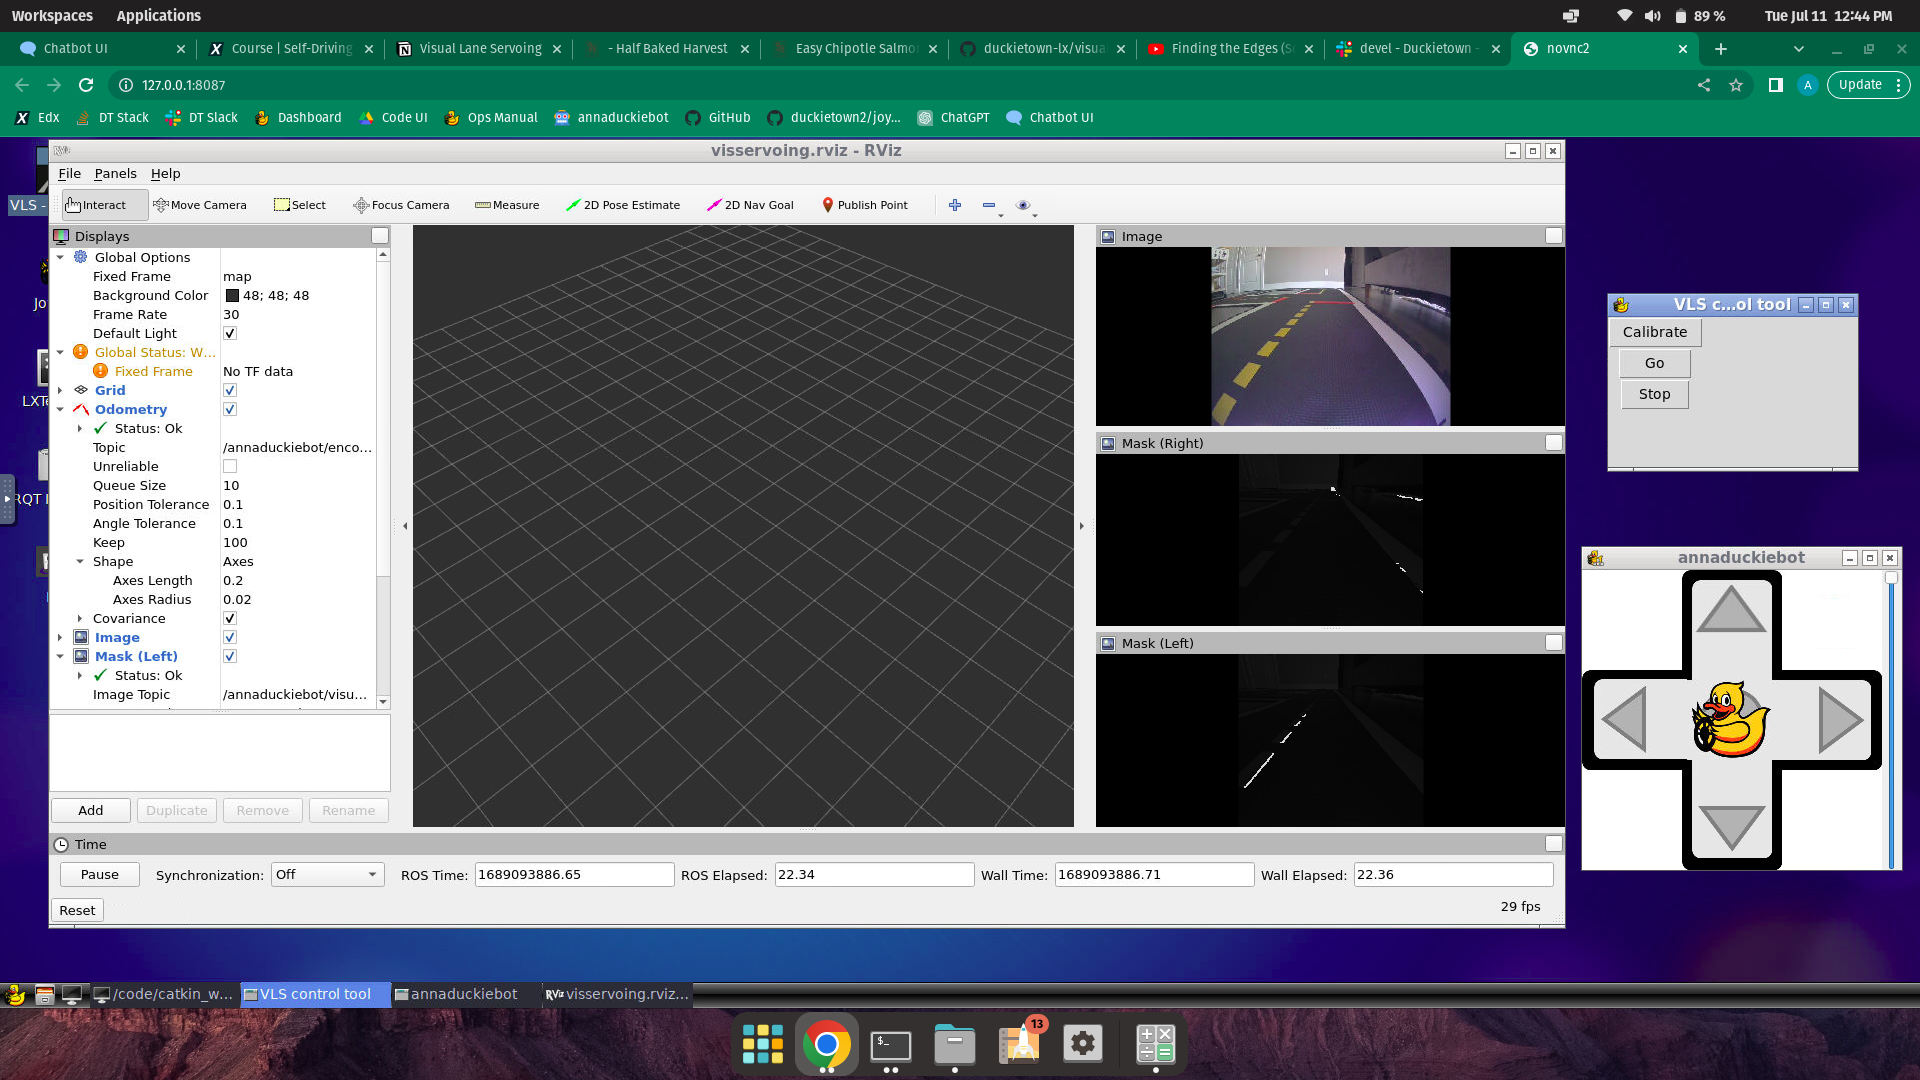 Workspaces Applications 89 % Tue Jul 11 12:44 PM
Chatbot UI Course | Self-Driving Visual Lane Servoing - Half Baked Harvest Easy Chipotle Salmo duckietown-lx/visua Finding the Edges (S devel - Duckietown - novnc2
127.0.0.1:8087 A Update
Edx DT Stack DT Slack Dashboard Code UI Ops Manual annaduckiebot GitHub duckietown2/joy... ChatGPT Chatbot UI
visservoing.rviz - RViz
File Panels Help
Interact Move Camera Select Focus Camera Measure 2D Pose Estimate 2D Nav Goal Publish Point
VLS -
Displays
Global Options
Fixed Frame map
Background Color 48; 48; 48
Frame Rate 30
Default Light
Global Status: W...
Fixed Frame No TF data
Grid
Odometry
Status: Ok
Topic /annaduckiebot/enco...
Unreliable
Queue Size 10
Position Tolerance 0.1
Angle Tolerance 0.1
Keep 100
Shape Axes
Axes Length 0.2
Axes Radius 0.02
Covariance
Image
Mask (Left)
Status: Ok
Image Topic /annaduckiebot/visu...
Add Duplicate Remove Rename
Image
Mask (Right)
Mask (Left)
VLS c...ol tool
Calibrate
Go
Stop
annaduckiebot
Time
Pause Synchronization: Off ROS Time: 1689093886.65 ROS Elapsed: 22.34 Wall Time: 1689093886.71 Wall Elapsed: 22.36
Reset 29 fps
/code/catkin_w... VLS control tool annaduckiebot RViz visservoing.rviz...
13